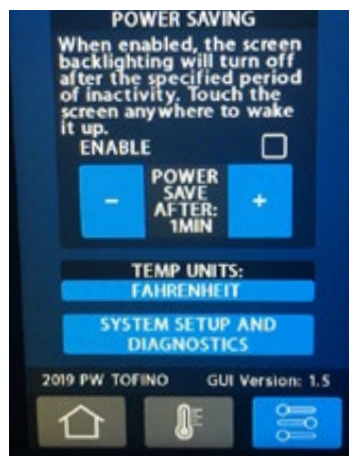 POWER SAVING
When enabled, the screen
backlighting will turn off
after the specified period
of inactivity. Touch the
screen anywhere to wake
it up.
ENABLE
-
POWER
SAVE
AFTER:
1MIN
+
TEMP UNITS:
FAHRENHEIT
SYSTEM SETUP AND
DIAGNOSTICS
2019 PW TOFINO GUI Version: 1.5